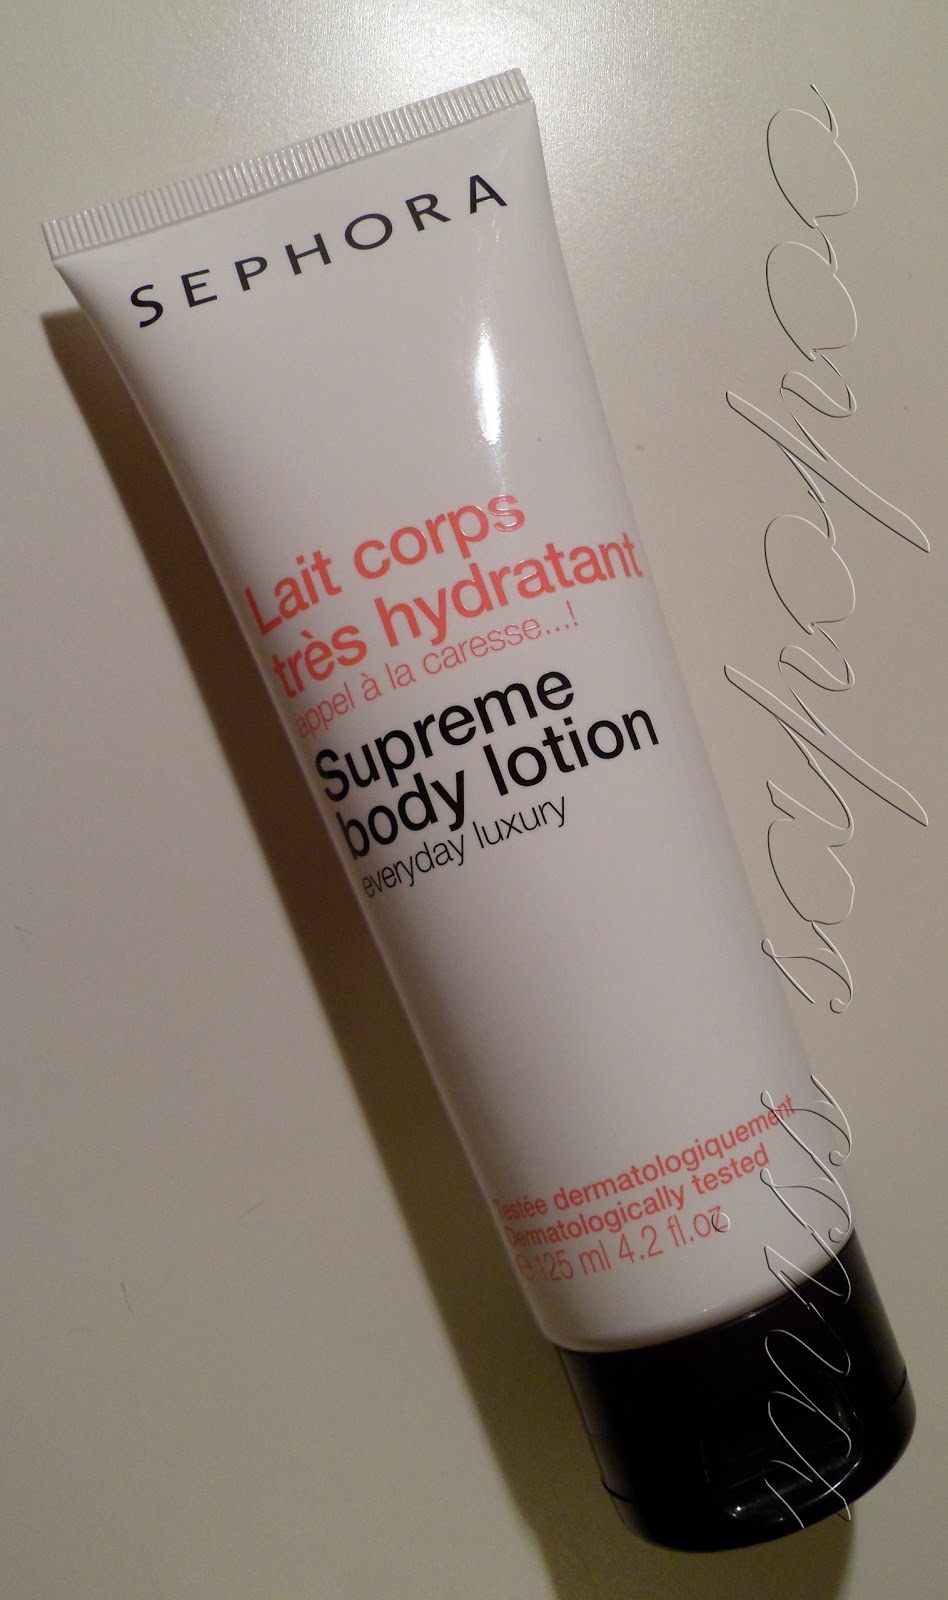 SEPHORA
Lait corps
très hydratant
appel à la caresse...!
Supreme
body lotion
everyday luxury
Testée dermatologiquement
Dermatologically tested
e 125 ml 4.2 fl.oz
miss